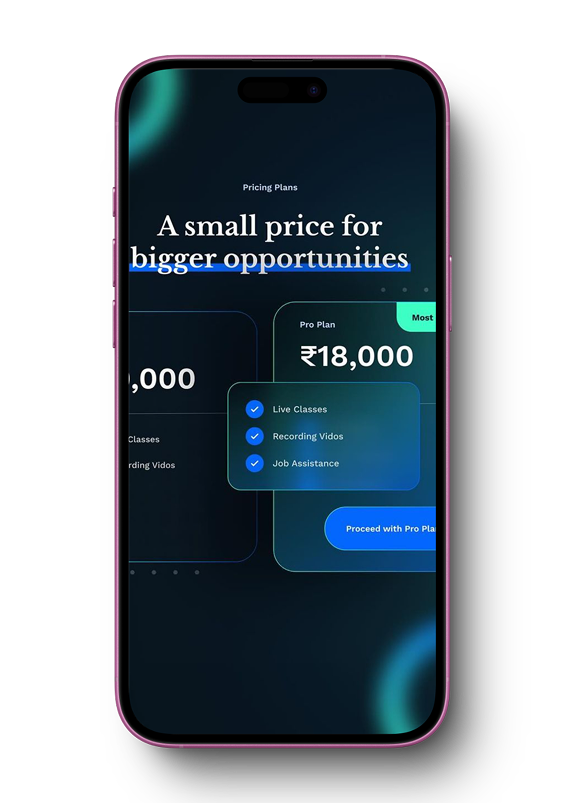 Pricing Plans
A small price for
bigger opportunities
Most
Pro Plan
₹18,000
,000
Live Classes
Recording Vidos
Job Assistance
Classes
rding Vidos
Proceed with Pro Pla